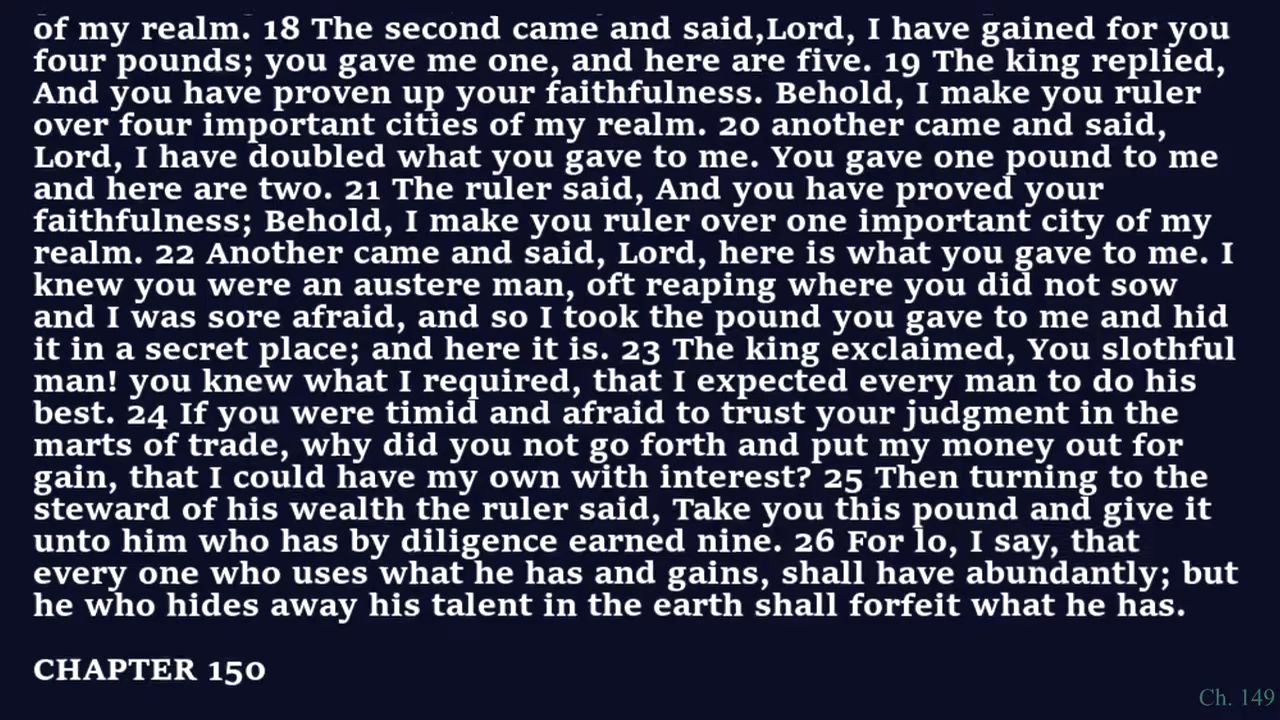 of my realm. 18 The second came and said,Lord, I have gained for you
four pounds; you gave me one, and here are five. 19 The king replied,
And you have proven up your faithfulness. Behold, I make you ruler
over four important cities of my realm. 20 another came and said,
Lord, I have doubled what you gave to me. You gave one pound to me
and here are two. 21 The ruler said, And you have proved your
faithfulness; Behold, I make you ruler over one important city of my
realm. 22 Another came and said, Lord, here is what you gave to me. I
knew you were an austere man, oft reaping where you did not sow
and I was sore afraid, and so I took the pound you gave to me and hid
it in a secret place; and here it is. 23 The king exclaimed, You slothful
man! you knew what I required, that I expected every man to do his
best. 24 If you were timid and afraid to trust your judgment in the
marts of trade, why did you not go forth and put my money out for
gain, that I could have my own with interest? 25 Then turning to the
steward of his wealth the ruler said, Take you this pound and give it
unto him who has by diligence earned nine. 26 For lo, I say, that
every one who uses what he has and gains, shall have abundantly; but
he who hides away his talent in the earth shall forfeit what he has.
CHAPTER 150
Ch. 149